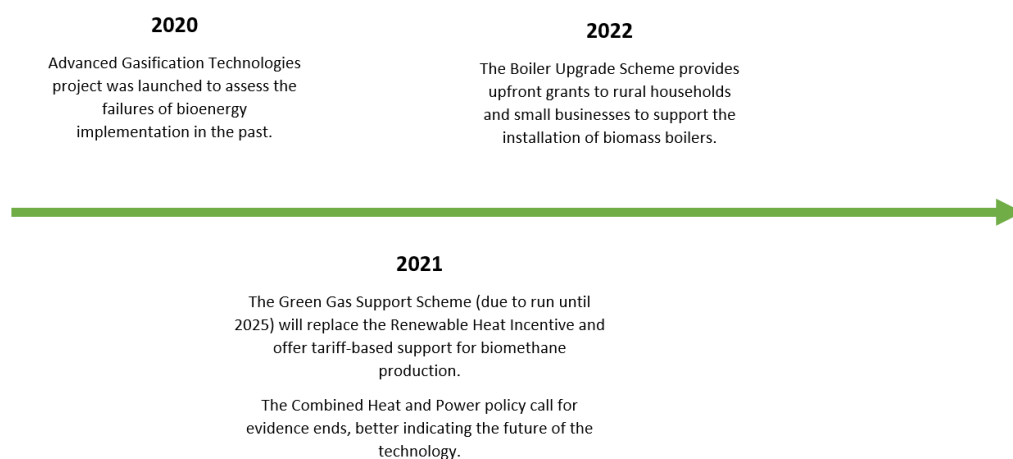 2020
Advanced Gasification Technologies
project was launched to assess the
failures of bioenergy
implementation in the past.
2022
The Boiler Upgrade Scheme provides
upfront grants to rural households
and small businesses to support the
installation of biomass boilers.
2021
The Green Gas Support Scheme (due to run until
2025) will replace the Renewable Heat Incentive and
offer tariff-based support for biomethane
production.
The Combined Heat and Power policy call for
evidence ends, better indicating the future of the
technology.